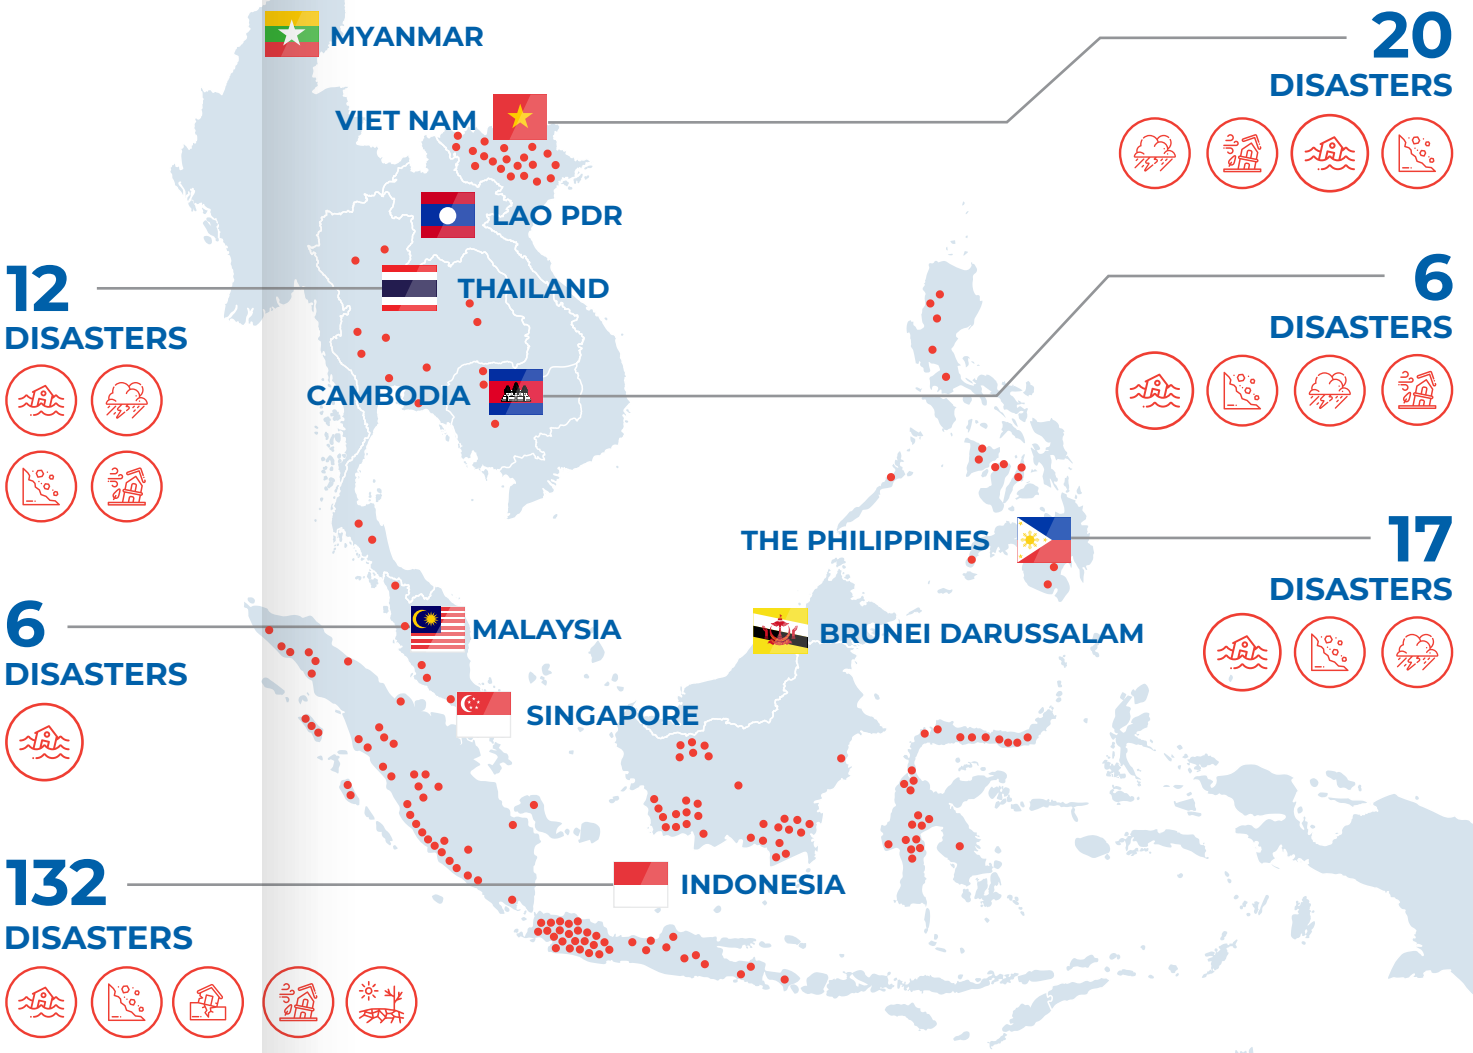 MYANMAR
20
DISASTERS
VIET NAM
LAO PDR
12
DISASTERS
THAILAND
6
DISASTERS
CAMBODIA
THE PHILIPPINES
17
DISASTERS
6
DISASTERS
MALAYSIA
BRUNEI DARUSSALAM
SINGAPORE
132
DISASTERS
INDONESIA